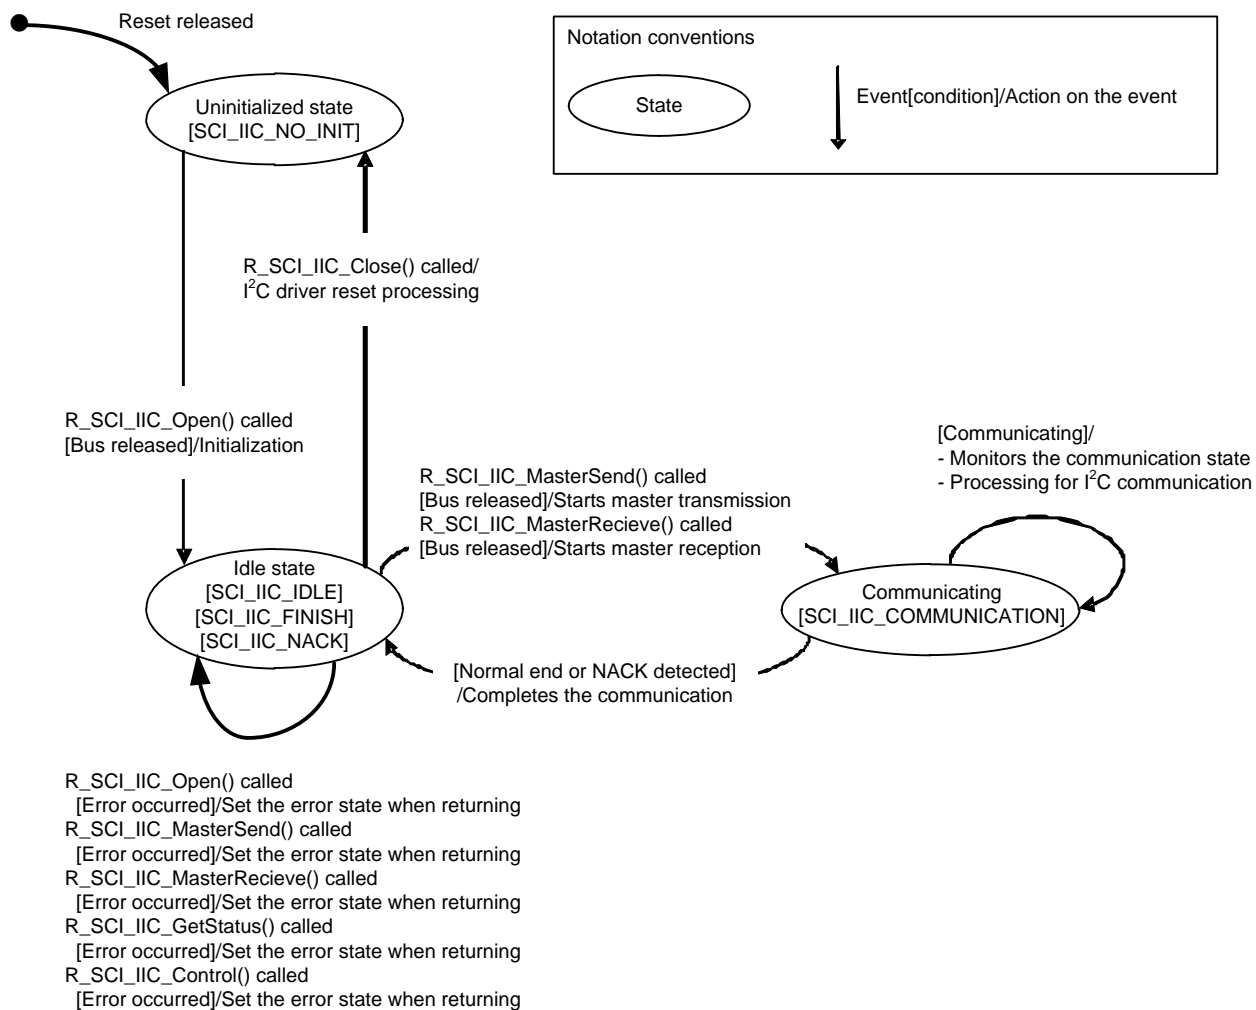 Reset released
Notation conventions
State
Event[condition]/Action on the event
Uninitialized state
[SCI_IIC_NO_INIT]
R_SCI_IIC_Close() called/
I²C driver reset processing
R_SCI_IIC_Open() called
[Bus released]/Initialization
R_SCI_IIC_MasterSend() called
[Bus released]/Starts master transmission
R_SCI_IIC_MasterRecieve() called
[Bus released]/Starts master reception
[Communicating]/
- Monitors the communication state
- Processing for I²C communication
Idle state
[SCI_IIC_IDLE]
[SCI_IIC_FINISH]
[SCI_IIC_NACK]
Communicating
[SCI_IIC_COMMUNICATION]
[Normal end or NACK detected]
/Completes the communication
R_SCI_IIC_Open() called
[Error occurred]/Set the error state when returning
R_SCI_IIC_MasterSend() called
[Error occurred]/Set the error state when returning
R_SCI_IIC_MasterRecieve() called
[Error occurred]/Set the error state when returning
R_SCI_IIC_GetStatus() called
[Error occurred]/Set the error state when returning
R_SCI_IIC_Control() called
[Error occurred]/Set the error state when returning